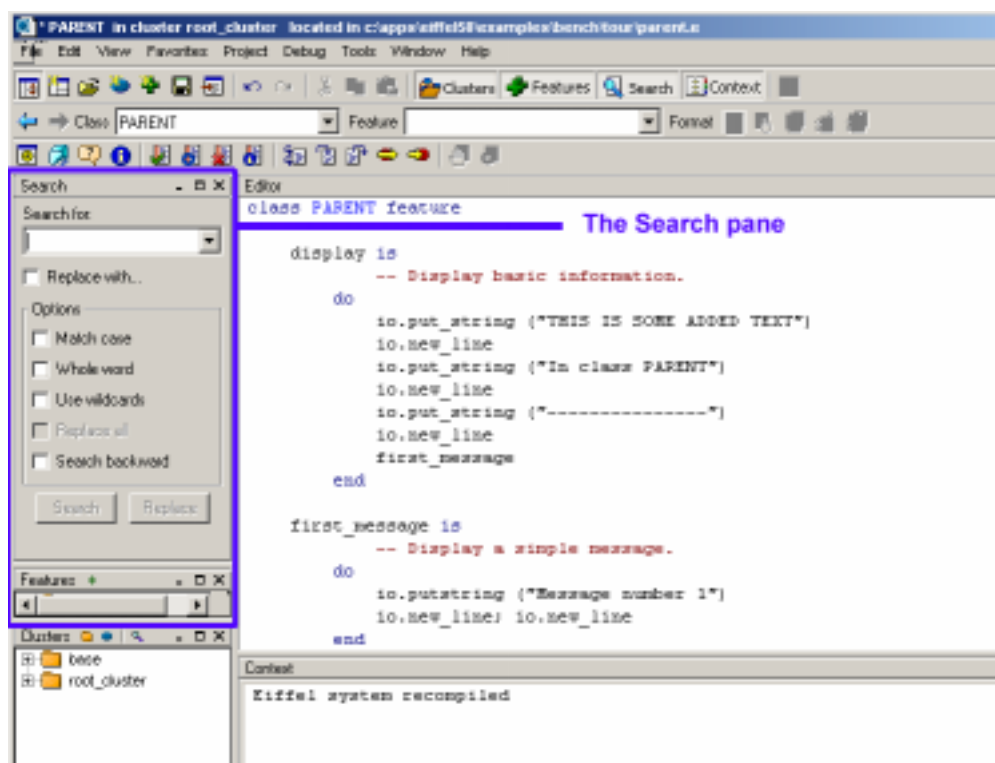 * PARENT in cluster root_cluster located in c:\apps\eiffel50\examples\bench\tour\parent.e
File Edit View Favorites Project Debug Tools Window Help
Clusters Features Search Context
Class PARENT Feature Format
Search
Search for:
Replace with...
Options
Match case
Whole word
Use wildcards
Replace all
Search backward
Search Replace
Features
Clusters
base
root_cluster
Editor
class PARENT feature
The Search pane
display is
-- Display basic information.
do
io.put_string ("THIS IS SOME ADDED TEXT")
io.new_line
io.put_string ("In class PARENT")
io.new_line
io.put_string ("---------------")
io.new_line
first_message
end
first_message is
-- Display a simple message.
do
io.putstring ("Message number 1")
io.new_line; io.new_line
end
Context
Eiffel system recompiled